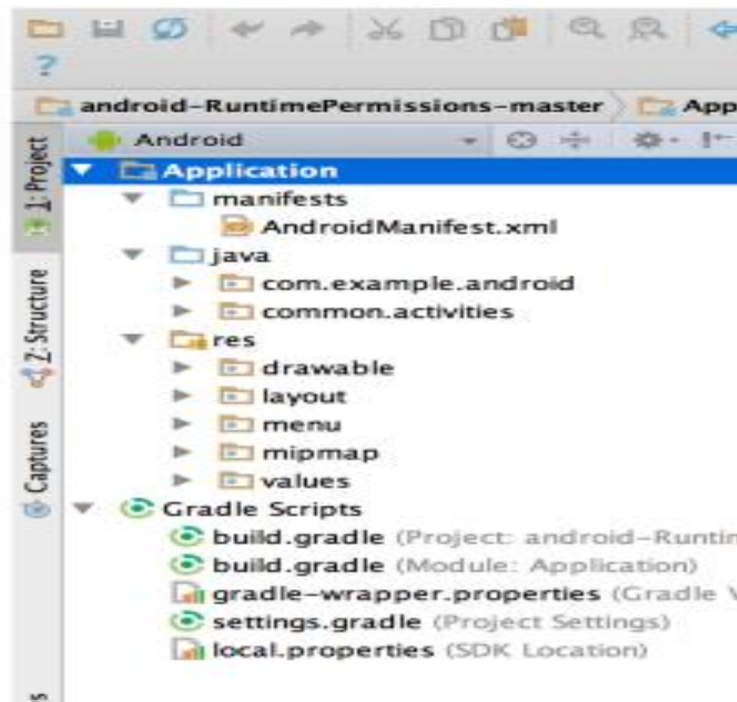 ?
android-RuntimePermissions-master App
Android
1: Project
Application
manifests
AndroidManifest.xml
java
com.example.android
common.activities
2: Structure
res
drawable
layout
menu
mipmap
values
Captures
Gradle Scripts
build.gradle (Project: android-Runtim
build.gradle (Module: Application)
gradle-wrapper.properties (Gradle V
settings.gradle (Project Settings)
local.properties (SDK Location)
s